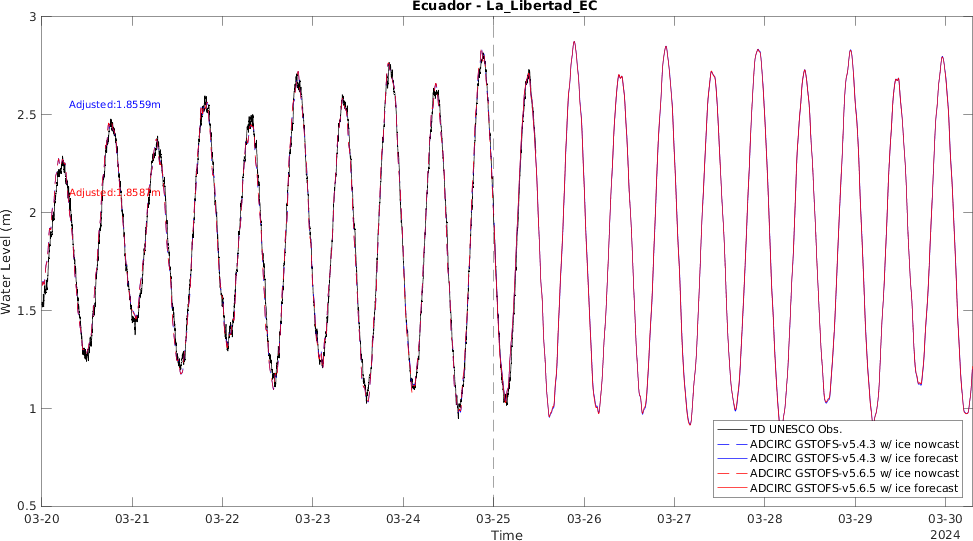 Ecuador - La_Libertad_EC
3
2.5
2
1.5
1
0.5
Water Level (m)
Adjusted:1.8559m
Adjusted:1.8587m
TD UNESCO Obs.
ADCIRC GSTOFS-v5.4.3 w/ ice nowcast
ADCIRC GSTOFS-v5.4.3 w/ ice forecast
ADCIRC GSTOFS-v5.6.5 w/ ice nowcast
ADCIRC GSTOFS-v5.6.5 w/ ice forecast
03-20 03-21 03-22 03-23 03-24 03-25 03-26 03-27 03-28 03-29 03-30
Time
2024